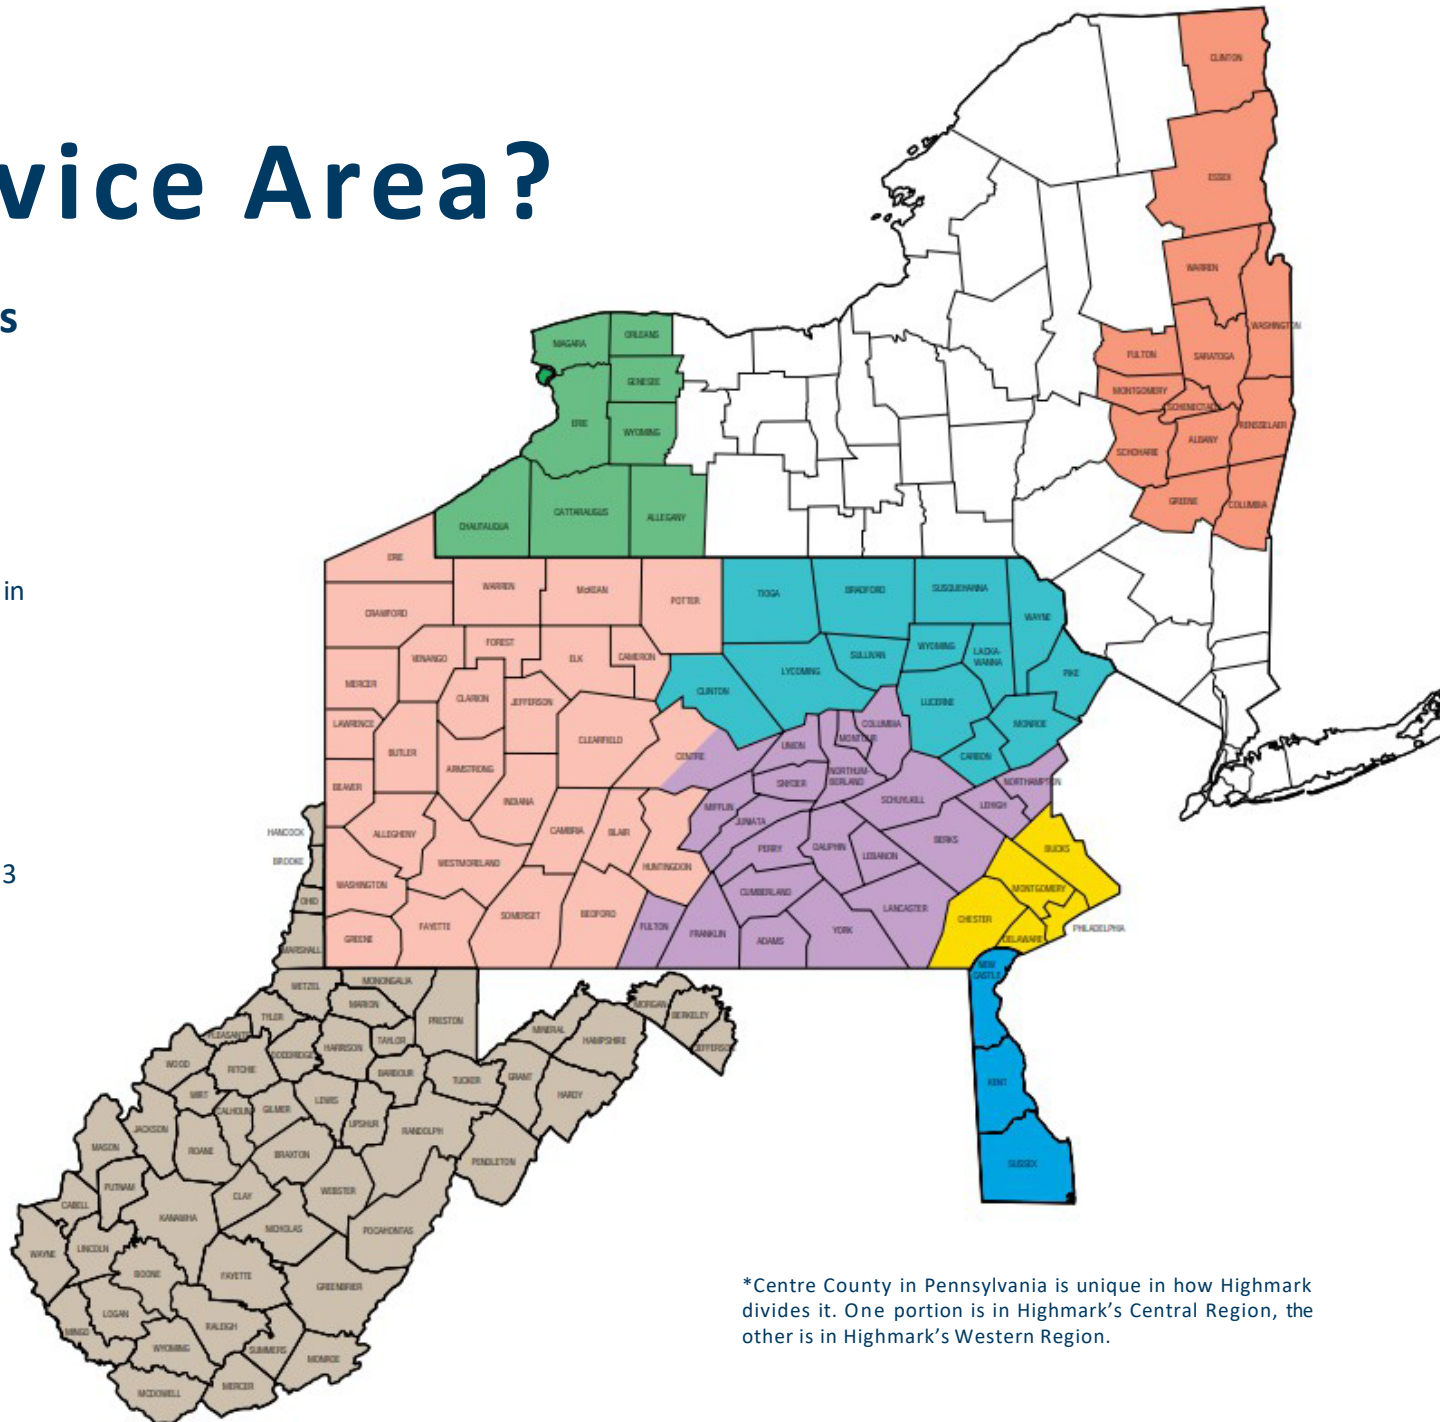 vice Area?
s
in
3
CLINTON
ESSEX
WARREN
WASHINGTON
FULTON
SARATOGA
MONTGOMERY
SCHENECTADY
RENSSELAER
SCHOHARIE
ALBANY
GREENE
COLUMBIA
NIAGARA
ORLEANS
GENESEE
ERIE
WYOMING
CHAUTAUQUA
CATTARAUGUS
ALLEGANY
ERIE
CRAWFORD
WARREN
McKEAN
POTTER
TIOGA
BRADFORD
SUSQUEHANNA
WAYNE
FOREST
VENANGO
ELK
CAMERON
MERCER
CLARION
JEFFERSON
CLINTON
LYCOMING
SULLIVAN
WYOMING
LACKA-
WANNA
PIKE
LUCERNE
MONROE
CARBON
LAWRENCE
BUTLER
CLEARFIELD
CENTRE
UNION
MONTOUR
COLUMBIA
ARMSTRONG
BEAVER
INDIANA
SNYDER
NORTHUM-
BERLAND
SCHUYLKILL
NORTHAMPTON
LEHIGH
MIFFLIN
JUNIATA
ALLEGHENY
CAMBRIA
BLAIR
WESTMORELAND
HUNTINGDON
PERRY
DAUPHIN
LEBANON
BERKS
BUCKS
WASHINGTON
CUMBERLAND
MONTGOMERY
FAYETTE
SOMERSET
BEDFORD
FULTON
FRANKLIN
ADAMS
YORK
LANCASTER
CHESTER
DELAWARE
PHILADELPHIA
GREENE
HANCOCK
BROOKE
OHIO
MARSHALL
NEW
CASTLE
KENT
SUSSEX
WETZEL
MONONGALIA
MARION
PRESTON
TYLER
PLEASANTS
DODDRIDGE
HARRISON
TAYLOR
WOOD
RITCHIE
BARBOUR
TUCKER
MINERAL
HAMPSHIRE
MORGAN
BERKELEY
JEFFERSON
GRANT
HARDY
WIRT
CALHOUN
GILMER
LEWIS
UPSHUR
RANDOLPH
JACKSON
ROANE
BRAXTON
PENDLETON
MASON
PUTNAM
CLAY
WEBSTER
CABELL
KANAWHA
NICHOLAS
POCAHONTAS
WAYNE
LINCOLN
BOONE
FAYETTE
GREENBRIER
LOGAN
MINGO
RALEIGH
WYOMING
SUMMERS
MONROE
MCDOWELL
MERCER
*Centre County in Pennsylvania is unique in how Highmark
divides it. One portion is in Highmark’s Central Region, the
other is in Highmark’s Western Region.